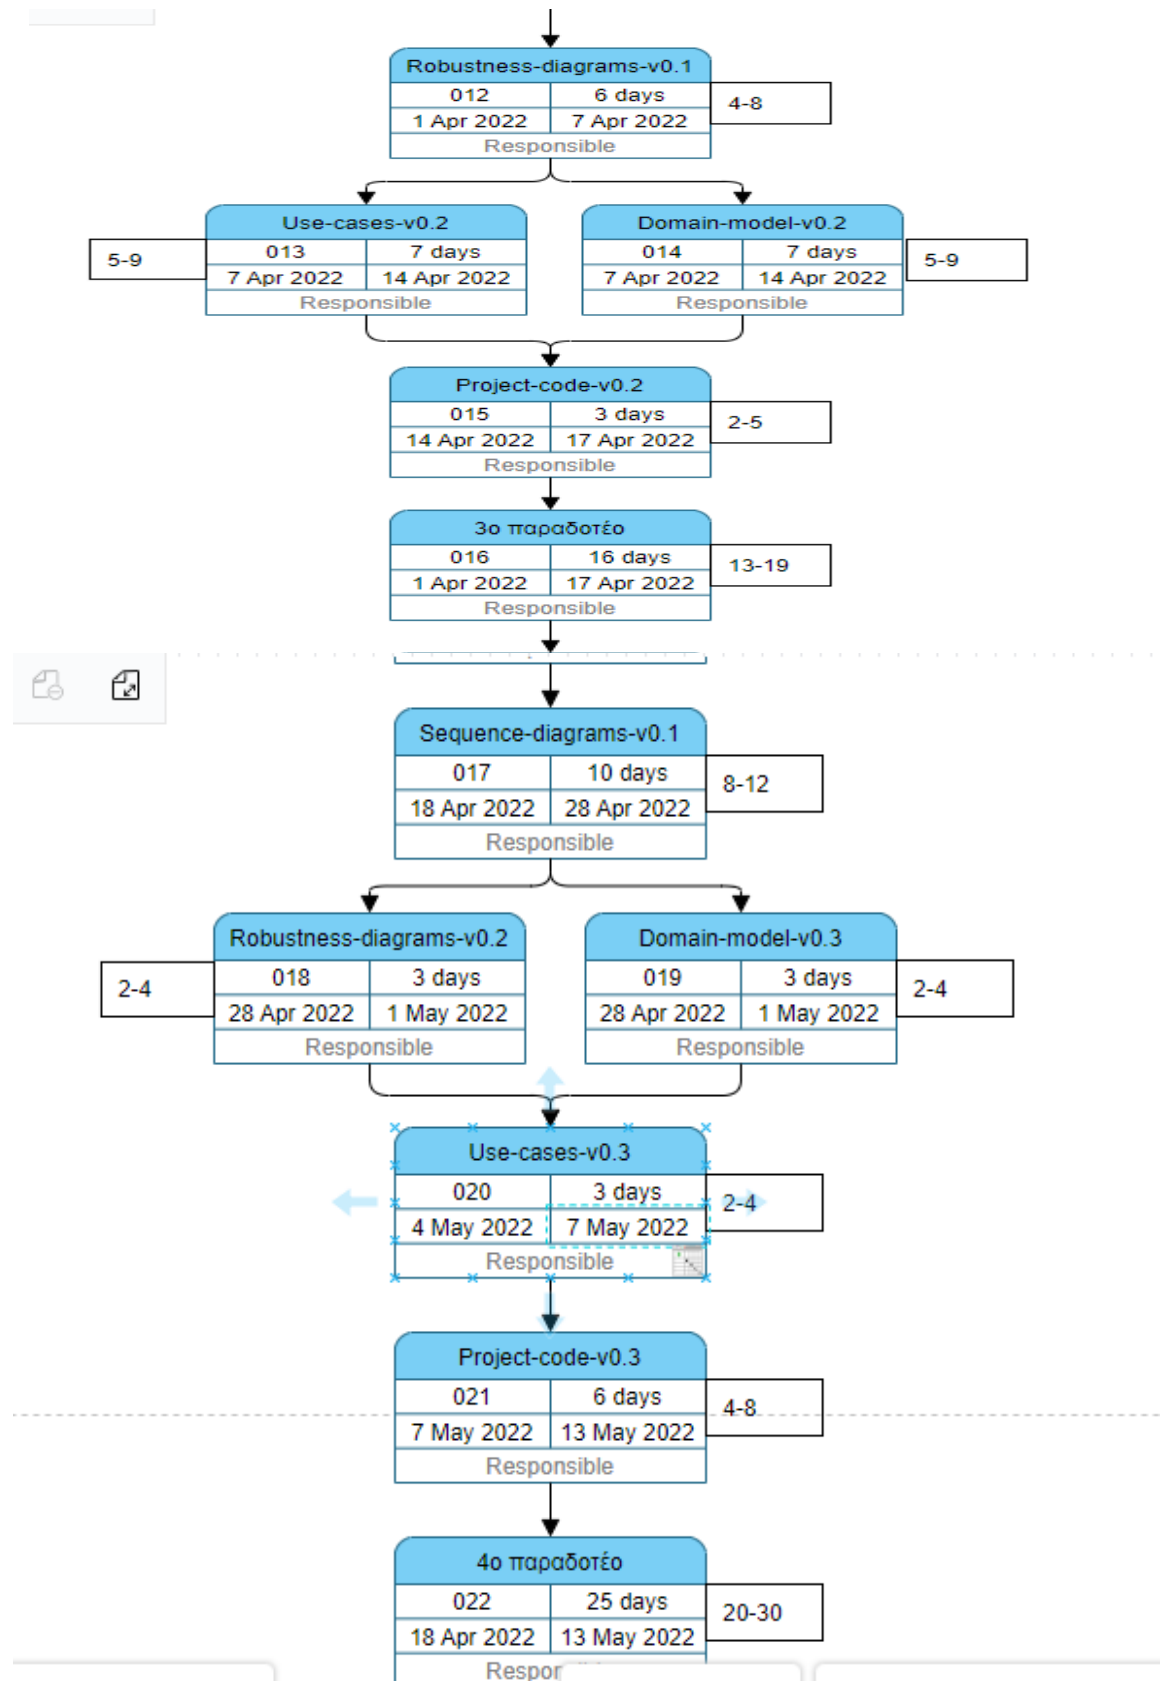 Robustness-diagrams-v0.1
012 6 days
4-8
1 Apr 2022 7 Apr 2022
Responsible
Use-cases-v0.2
013 7 days
5-9
7 Apr 2022 14 Apr 2022
Responsible
Domain-model-v0.2
014 7 days
5-9
7 Apr 2022 14 Apr 2022
Responsible
Project-code-v0.2
015 3 days
2-5
14 Apr 2022 17 Apr 2022
Responsible
3ο παραδοτέο
016 16 days
13-19
1 Apr 2022 17 Apr 2022
Responsible
Sequence-diagrams-v0.1
017 10 days
8-12
18 Apr 2022 28 Apr 2022
Responsible
Robustness-diagrams-v0.2
018 3 days
2-4
28 Apr 2022 1 May 2022
Responsible
Domain-model-v0.3
019 3 days
2-4
28 Apr 2022 1 May 2022
Responsible
Use-cases-v0.3
020 3 days
2-4
4 May 2022 7 May 2022
Responsible
Project-code-v0.3
021 6 days
4-8
7 May 2022 13 May 2022
Responsible
4ο παραδοτέο
022 25 days
20-30
18 Apr 2022 13 May 2022